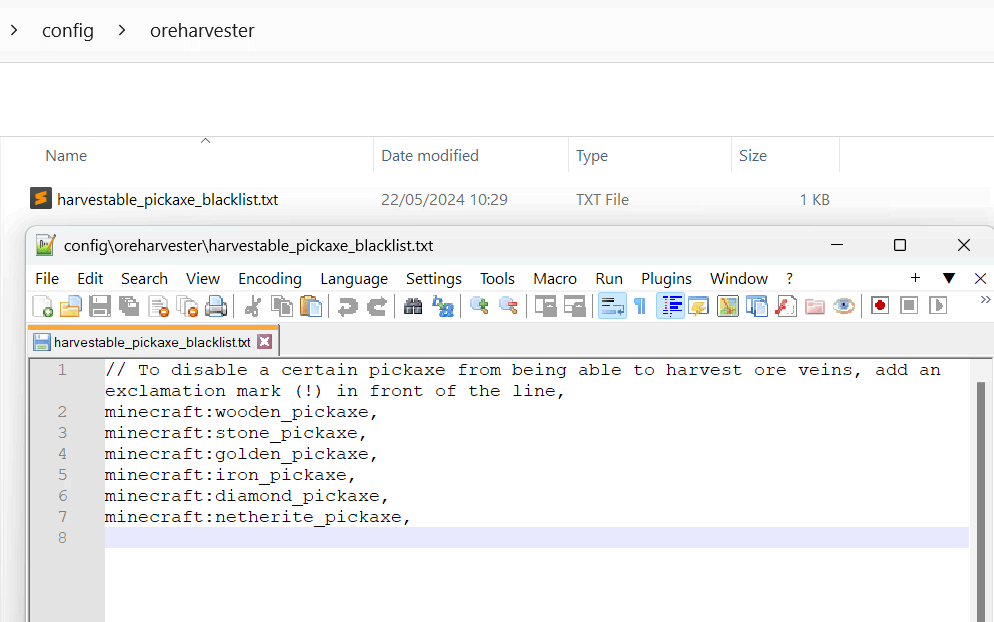 config
oreharvester
Name Date modified Type Size
harvestable_pickaxe_blacklist.txt 22/05/2024 10:29 TXT File 1 KB
config\oreharvester\harvestable_pickaxe_blacklist.txt
File Edit Search View Encoding Language Settings Tools Macro Run Plugins Window ?
harvestable_pickaxe_blacklist.txt
1 // To disable a certain pickaxe from being able to harvest ore veins, add an
exclamation mark (!) in front of the line,
2 minecraft:wooden_pickaxe,
3 minecraft:stone_pickaxe,
4 minecraft:golden_pickaxe,
5 minecraft:iron_pickaxe,
6 minecraft:diamond_pickaxe,
7 minecraft:netherite_pickaxe,
8